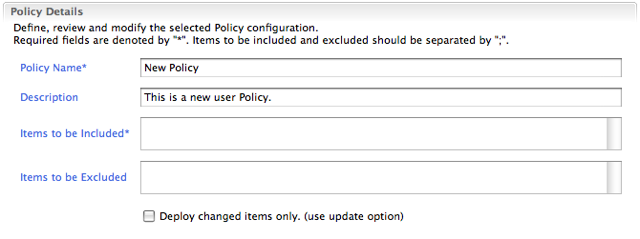 Policy Details
Define, review and modify the selected Policy configuration.
Required fields are denoted by "*". Items to be included and excluded should be separated by ";".
Policy Name* New Policy
Description This is a new user Policy.
Items to be Included*
Items to be Excluded
Deploy changed items only. (use update option)